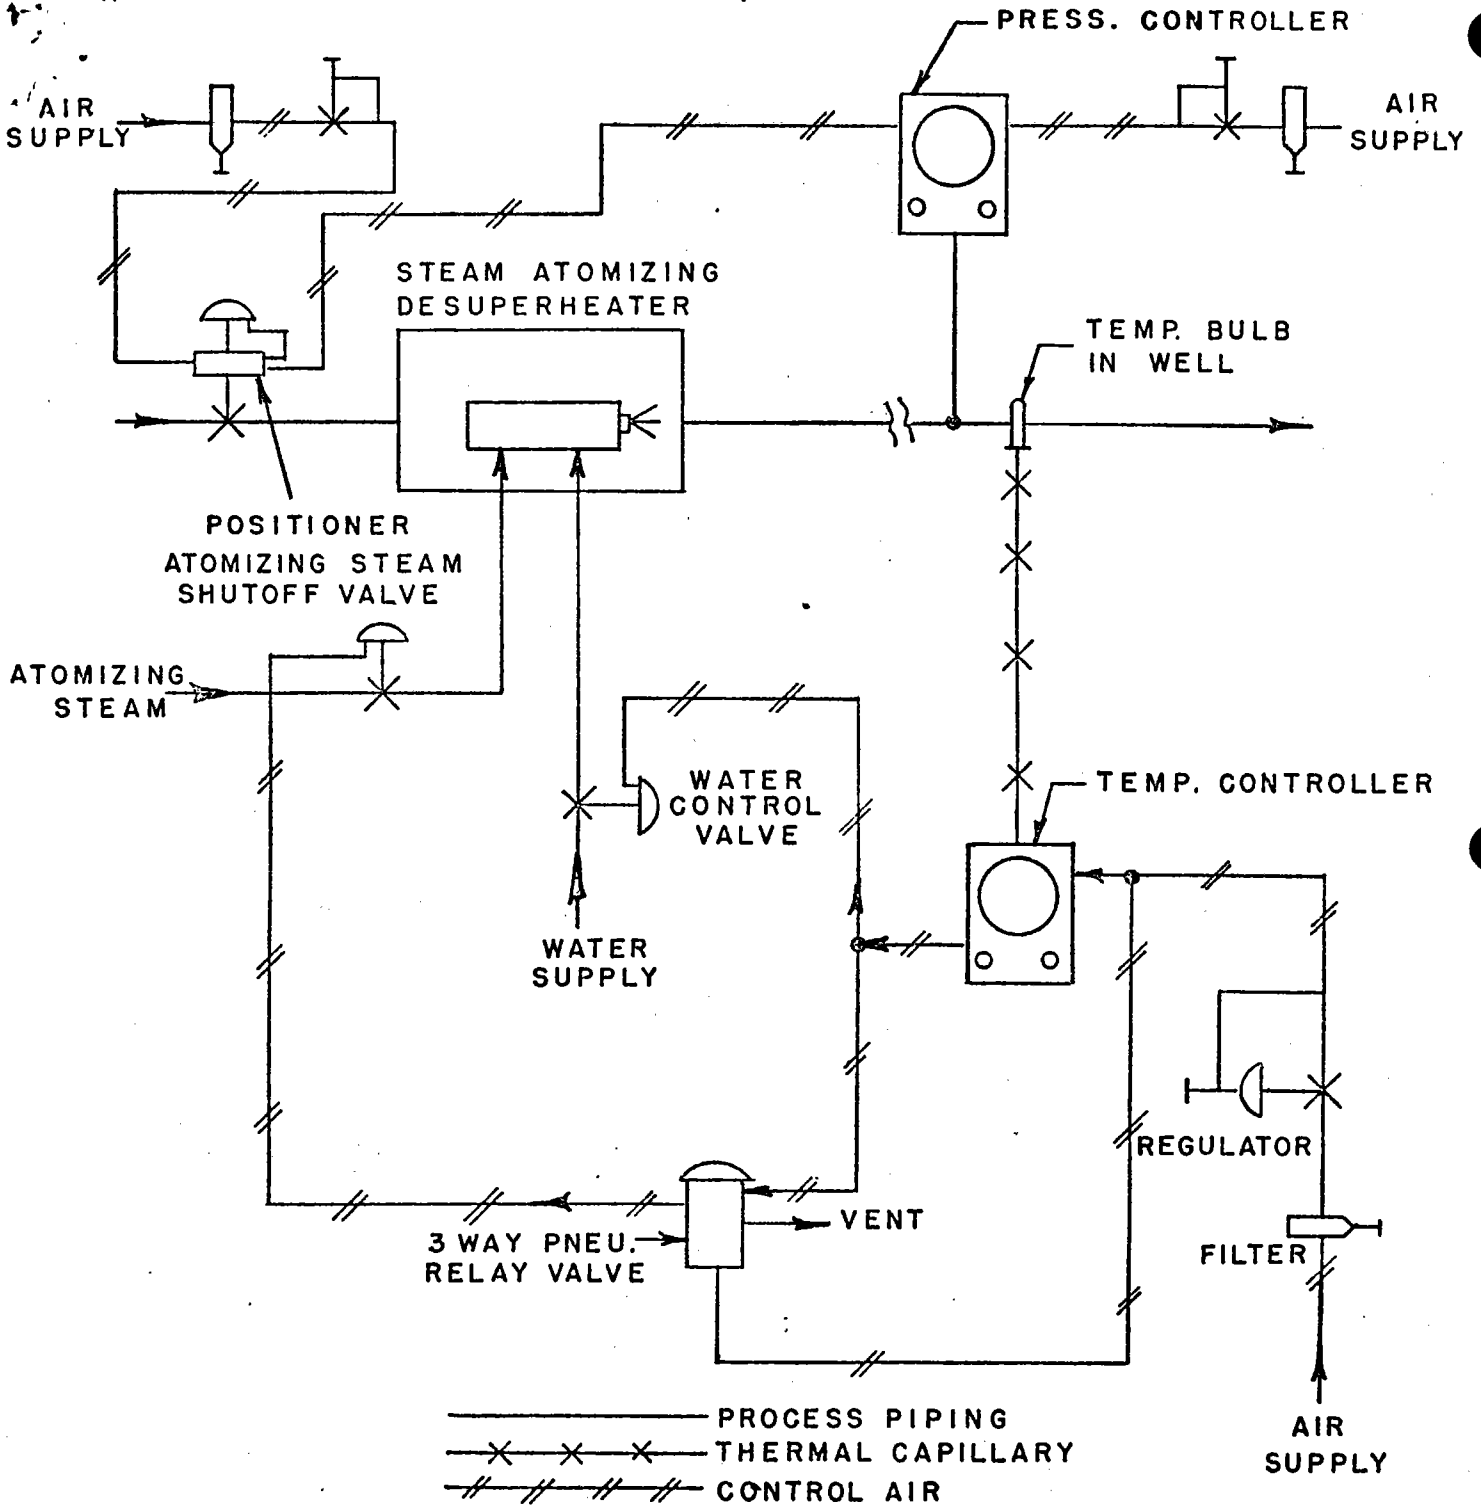 PRESS. CONTROLLER
AIR
SUPPLY
AIR
SUPPLY
STEAM ATOMIZING
DESUPERHEATER
TEMP. BULB
IN WELL
POSITIONER
ATOMIZING STEAM
SHUTOFF VALVE
ATOMIZING
STEAM
WATER
CONTROL
VALVE
TEMP. CONTROLLER
WATER
SUPPLY
REGULATOR
VENT
3 WAY PNEU.
RELAY VALVE
FILTER
PROCESS PIPING
THERMAL CAPILLARY
CONTROL AIR
AIR
SUPPLY